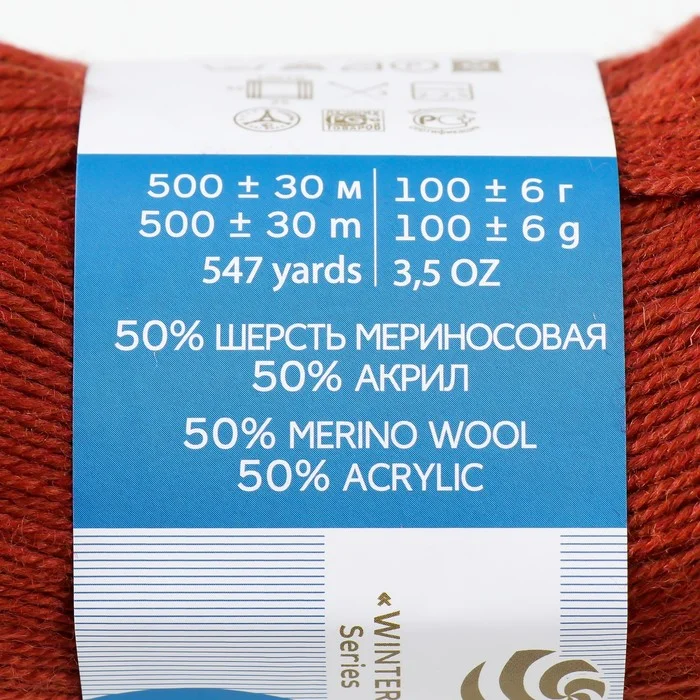 500 ± 30 м
100 ± 6 г
500 ± 30 m
100 ± 6 g
547 yards
3,5 OZ
50% ШЕРСТЬ МЕРИНОСОВАЯ
50% АКРИЛ
50% MERINO WOOL
50% ACRYLIC
«WINTER
Series